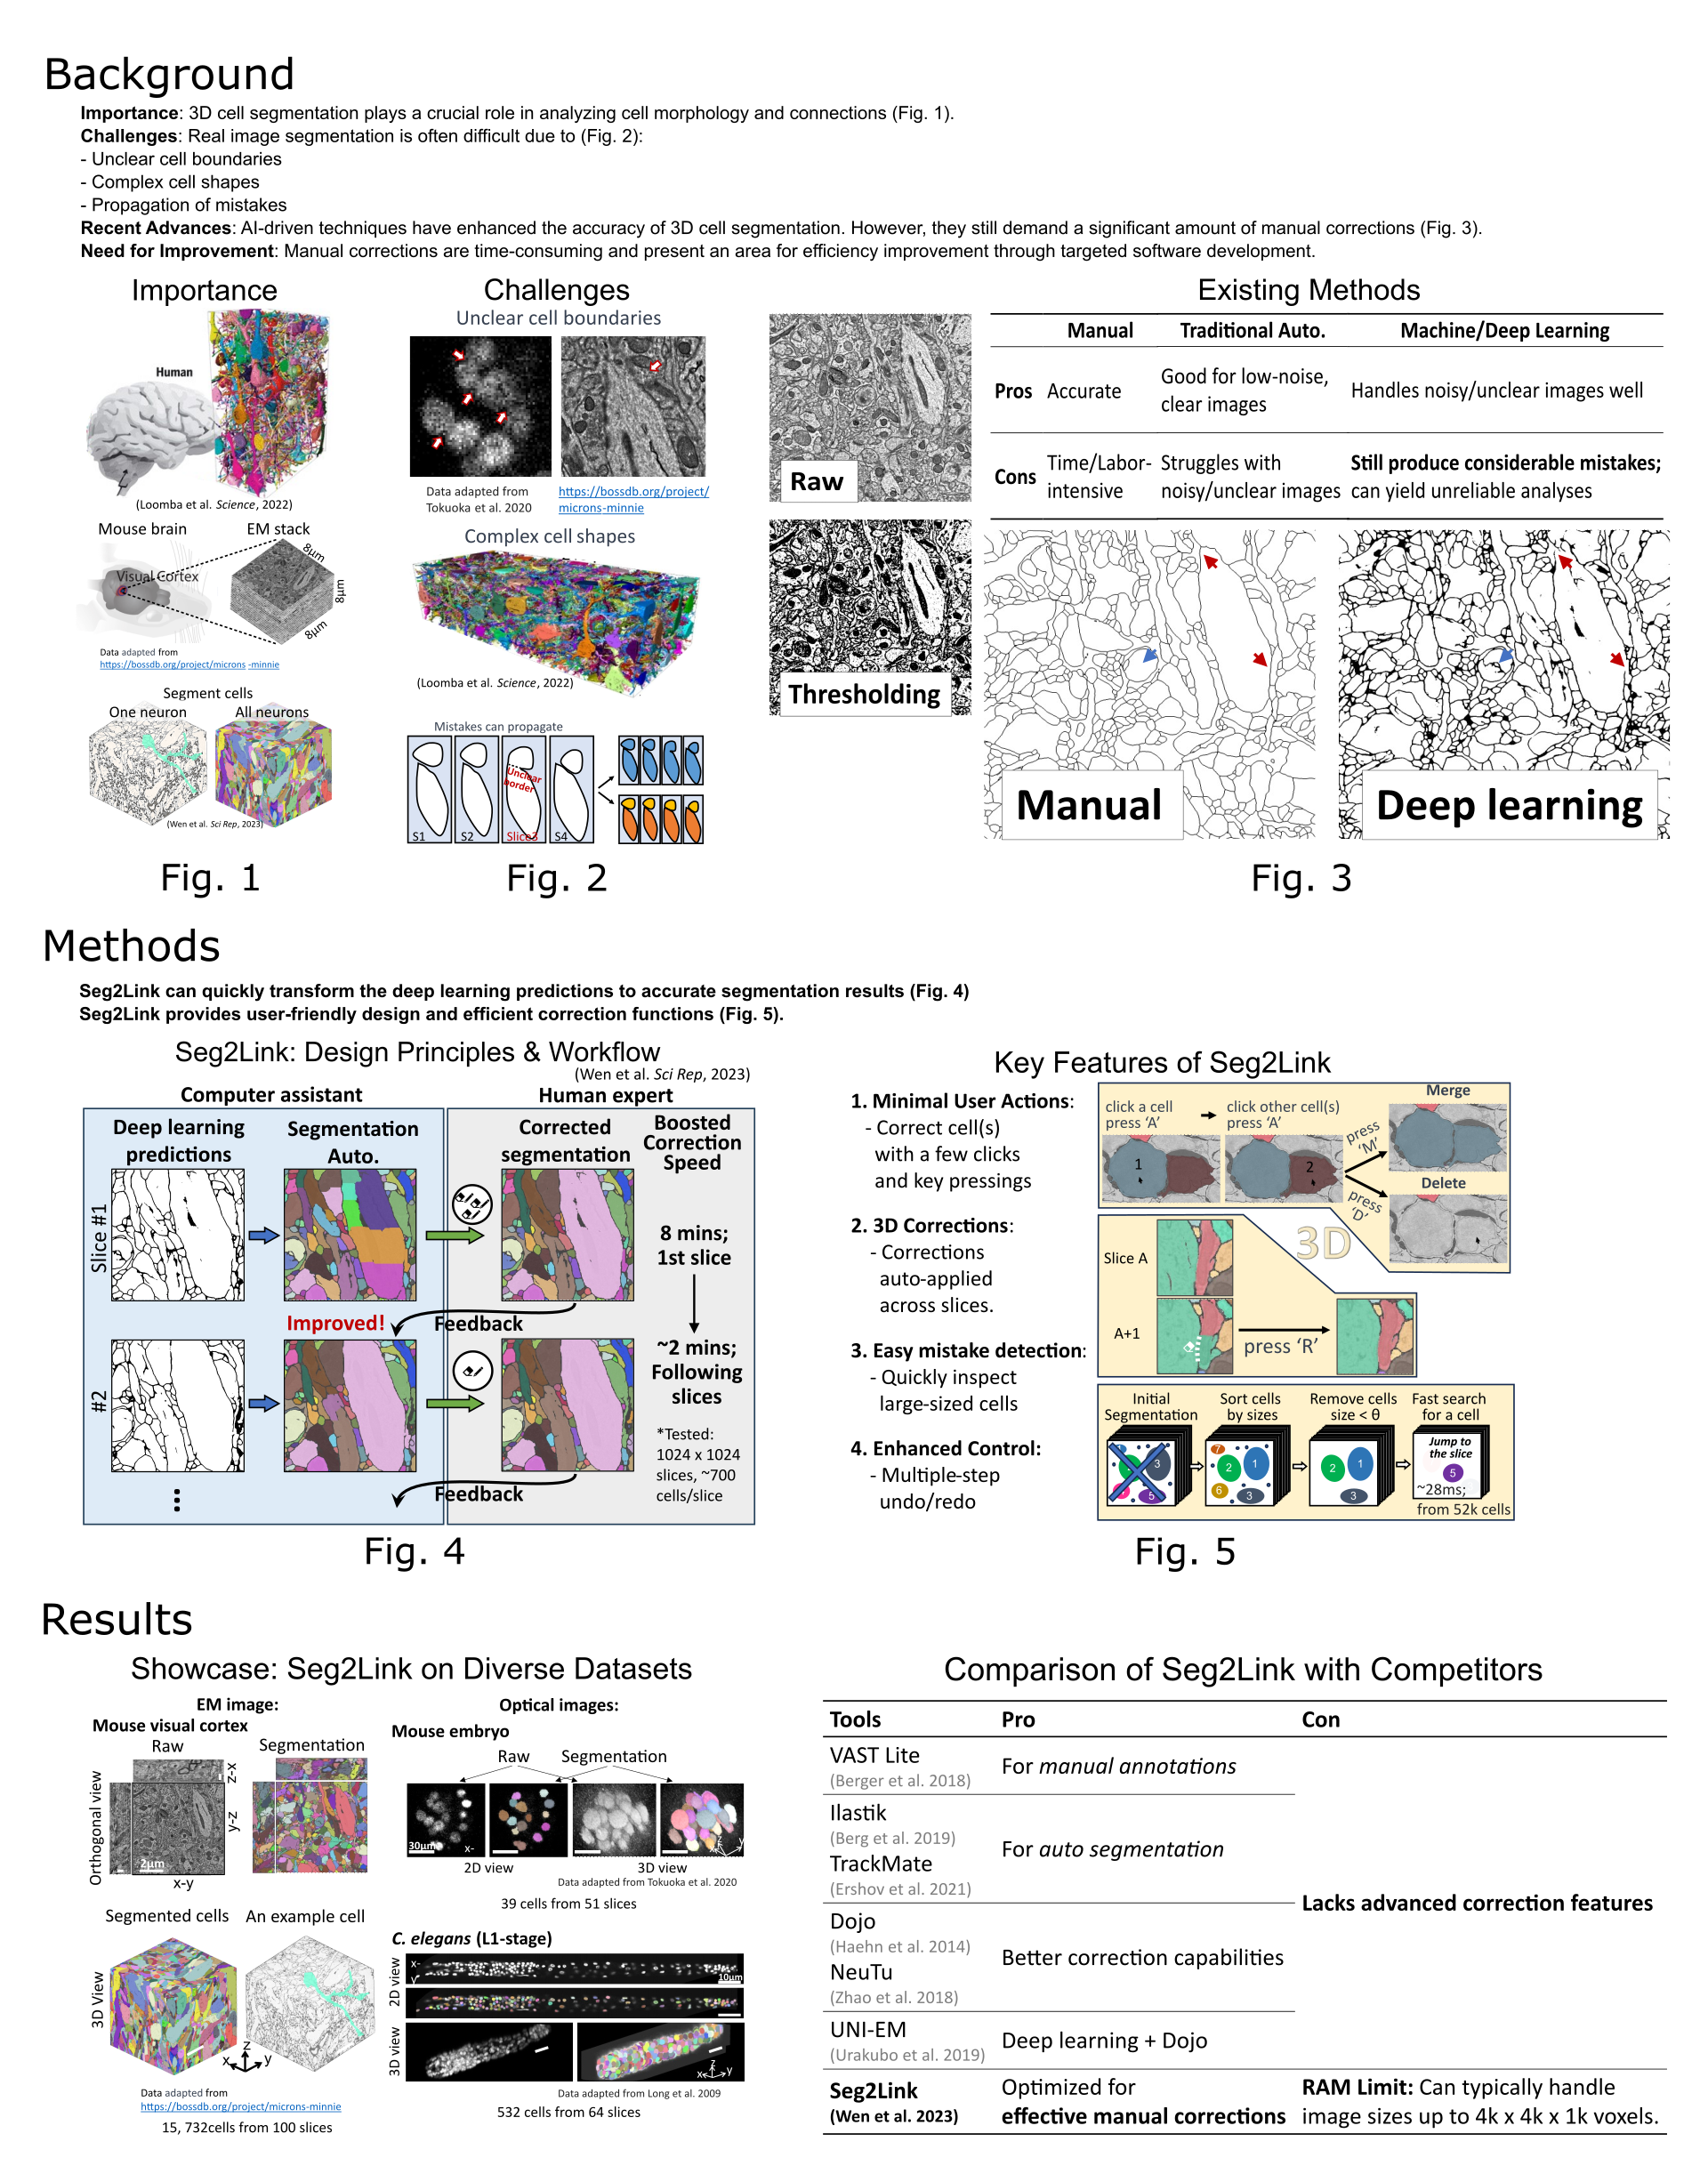 Background
Importance: 3D cell segmentation plays a crucial role in analyzing cell morphology and connections (Fig. 1).
Challenges: Real image segmentation is often difficult due to (Fig. 2):
- Unclear cell boundaries
- Complex cell shapes
- Propagation of mistakes
Recent Advances: AI-driven techniques have enhanced the accuracy of 3D cell segmentation. However, they still demand a significant amount of manual corrections (Fig. 3).
Need for Improvement: Manual corrections are time-consuming and present an area for efficiency improvement through targeted software development.
Importance
Human
(Loomba et al. Science, 2022)
Mouse brain
EM stack
Visual Cortex
8μm
8μm
8μm
Data adapted from
https://bossdb.org/project/microns -minnie
Segment cells
One neuron
All neurons
(Wen et al. Sci Rep, 2023)
Fig. 1
Challenges
Unclear cell boundaries
Data adapted from
Tokuoka et al. 2020
https://bossdb.org/project/
microns-minnie
Complex cell shapes
(Loomba et al. Science, 2022)
Mistakes can propagate
Unclear
border
S1
S2
Slice3
S4
Fig. 2
Existing Methods
Raw
Thresholding
Manual
Traditional Auto.
Machine/Deep Learning
Pros
Accurate
Good for low-noise,
clear images
Handles noisy/unclear images well
Cons
Time/Labor-
intensive
Struggles with
noisy/unclear images
Still produce considerable mistakes;
can yield unreliable analyses
Manual
Deep learning
Fig. 3
Methods
Seg2Link can quickly transform the deep learning predictions to accurate segmentation results (Fig. 4)
Seg2Link provides user-friendly design and efficient correction functions (Fig. 5).
Seg2Link: Design Principles & Workflow
(Wen et al. Sci Rep, 2023)
Computer assistant
Human expert
Deep learning
predictions
Segmentation
Auto.
Corrected
segmentation
Boosted
Correction
Speed
Slice #1
8 mins;
1st slice
Improved!
Feedback
#2
~2 mins;
Following
slices
*Tested:
1024 x 1024
slices, ~700
cells/slice
Feedback
Fig. 4
Key Features of Seg2Link
1. Minimal User Actions:
- Correct cell(s)
with a few clicks
and key pressings
2. 3D Corrections:
- Corrections
auto-applied
across slices.
3. Easy mistake detection:
- Quickly inspect
large-sized cells
4. Enhanced Control:
- Multiple-step
undo/redo
click a cell
press ‘A’
click other cell(s)
press ‘A’
Merge
press
‘M’
1
2
Delete
press
‘D’
3D
Slice A
A+1
press ‘R’
Initial
Segmentation
Sort cells
by sizes
Remove cells
size < θ
Fast search
for a cell
3
5
7
2
1
6
3
2
1
3
Jump to
the slice
5
~28ms;
from 52k cells
Fig. 5
Results
Showcase: Seg2Link on Diverse Datasets
EM image:
Mouse visual cortex
Raw
Segmentation
Orthogonal view
z-x
y-z
2μm
x-y
Segmented cells
An example cell
3D View
z
x
y
Data adapted from
https://bossdb.org/project/microns-minnie
15, 732cells from 100 slices
Optical images:
Mouse embryo
Raw
Segmentation
30μm
x-
z
y
2D view
3D view
Data adapted from Tokuoka et al. 2020
39 cells from 51 slices
C. elegans (L1-stage)
2D view
x-
y
10μm
3D view
z
x
y
Data adapted from Long et al. 2009
532 cells from 64 slices
Comparison of Seg2Link with Competitors
Tools
Pro
Con
VAST Lite
(Berger et al. 2018)
For manual annotations
Ilastik
(Berg et al. 2019)
TrackMate
(Ershov et al. 2021)
For auto segmentation
Lacks advanced correction features
Dojo
(Haehn et al. 2014)
NeuTu
(Zhao et al. 2018)
Better correction capabilities
UNI-EM
(Urakubo et al. 2019)
Deep learning + Dojo
Seg2Link
(Wen et al. 2023)
Optimized for
effective manual corrections
RAM Limit: Can typically handle
image sizes up to 4k x 4k x 1k voxels.